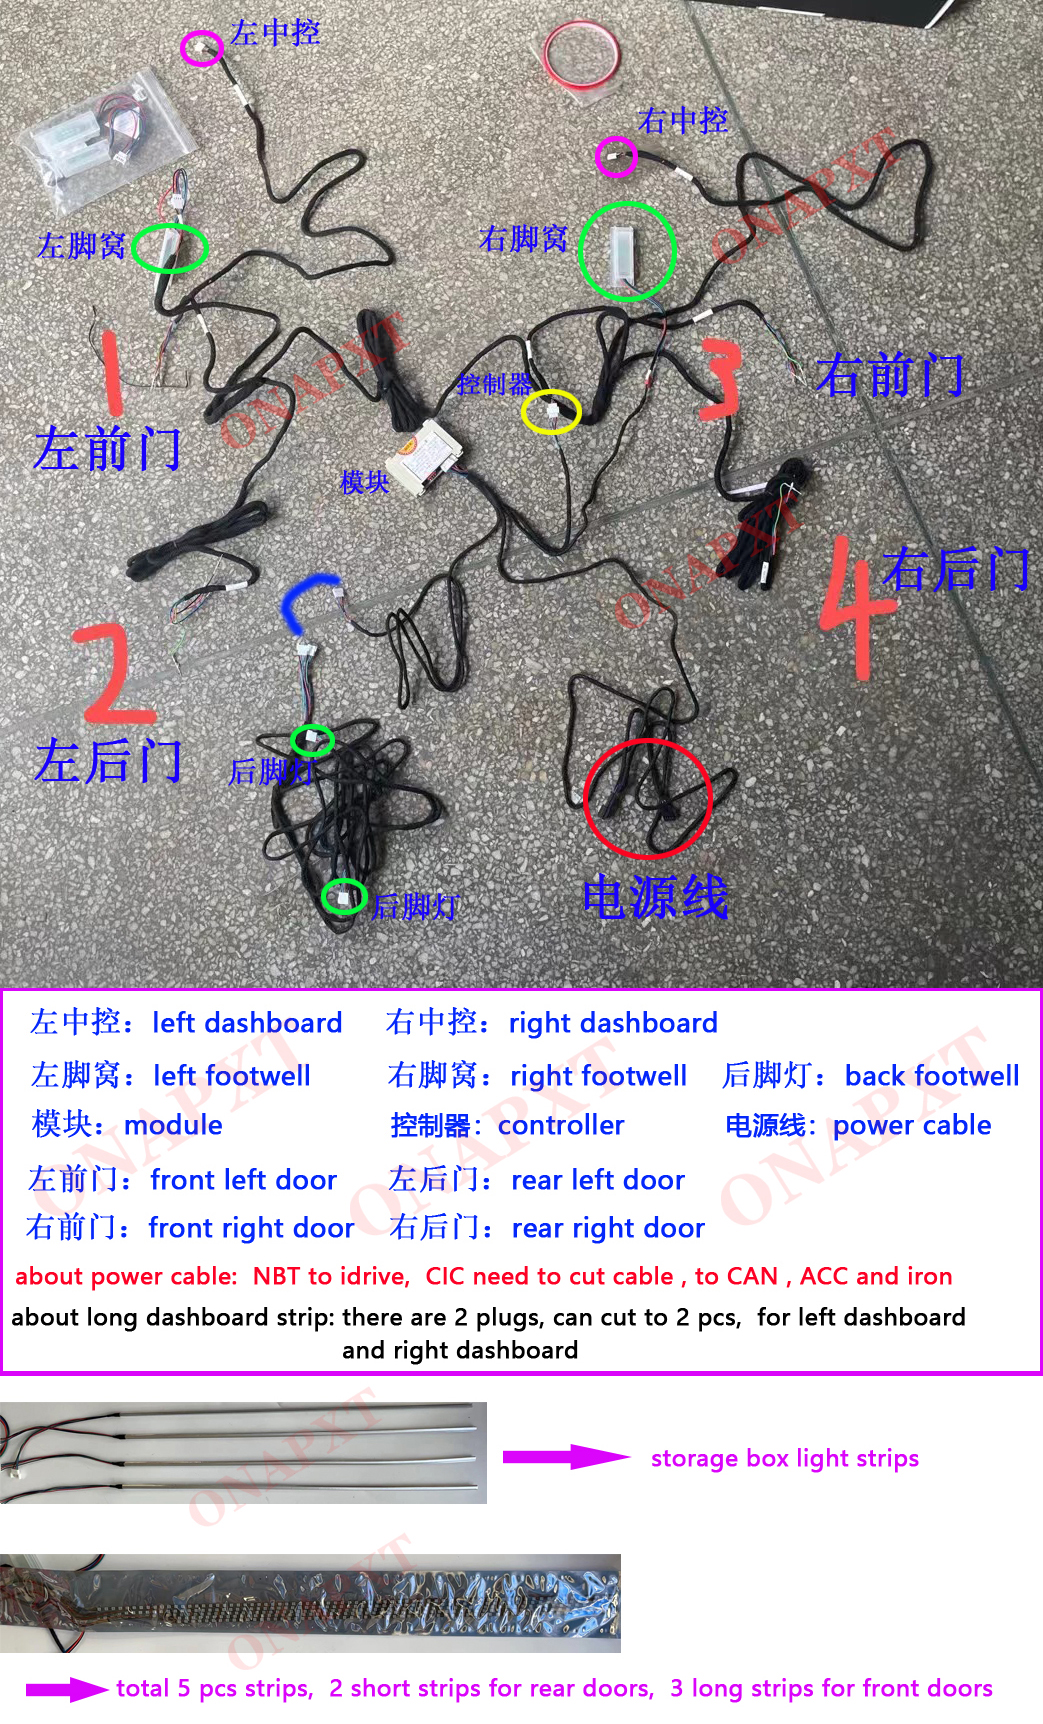 左中控
右中控
左脚窝
右脚窝
ONAPXT
1
3
右前门
ONAPXT
控制器
左前门
模块
ONAPXT
4
右后门
2
左后门
后脚灯
电源线
后脚灯
左中控：left dashboard 右中控：right dashboard
左脚窝：left footwell 右脚窝：right footwell 后脚灯：back footwell
模块：module 控制器：controller 电源线：power cable
左前门：front left door 左后门：rear left door
右前门：front right door 右后门：rear right door
ONAPXT
ONAPXT
ONAPXT
about power cable: NBT to idrive, CIC need to cut cable , to CAN , ACC and iron
about long dashboard strip: there are 2 plugs, can cut to 2 pcs, for left dashboard
and right dashboard
ONAPXT
storage box light strips
ONAPXT
total 5 pcs strips, 2 short strips for rear doors, 3 long strips for front doors